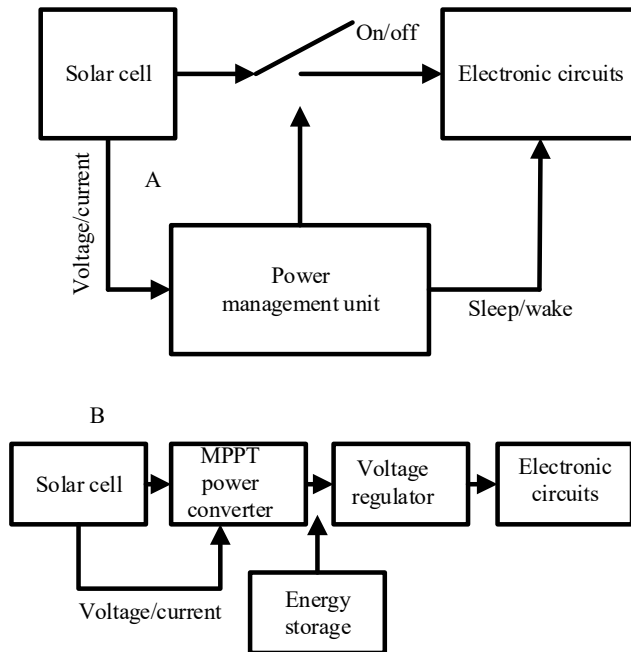 On/off
Solar cell
Electronic circuits
Voltage/current
A
Power
management unit
Sleep/wake
B
Solar cell
MPPT
power
converter
Voltage
regulator
Electronic
circuits
Voltage/current
Energy
storage